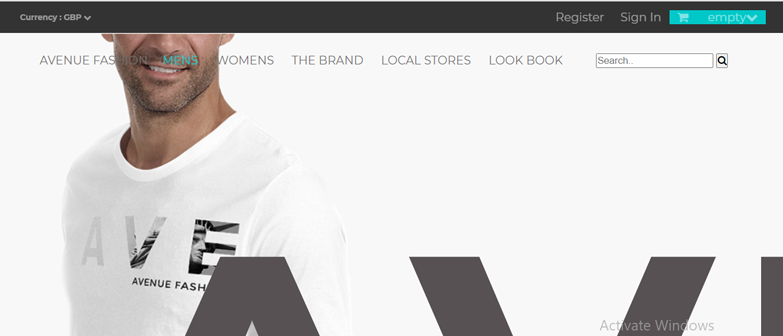 Currency : GBP
Register Sign In empty
AVENUE FASHION MENS WOMENS THE BRAND LOCAL STORES LOOK BOOK Search..
AVE
AVENUE FASH
AV
Activate Windows